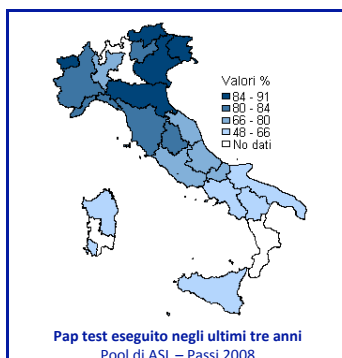 Valori %
84 - 91
80 - 84
66 - 80
48 - 66
No dati
Pap test eseguito negli ultimi tre anni
Pool di ASL – Passi 2008